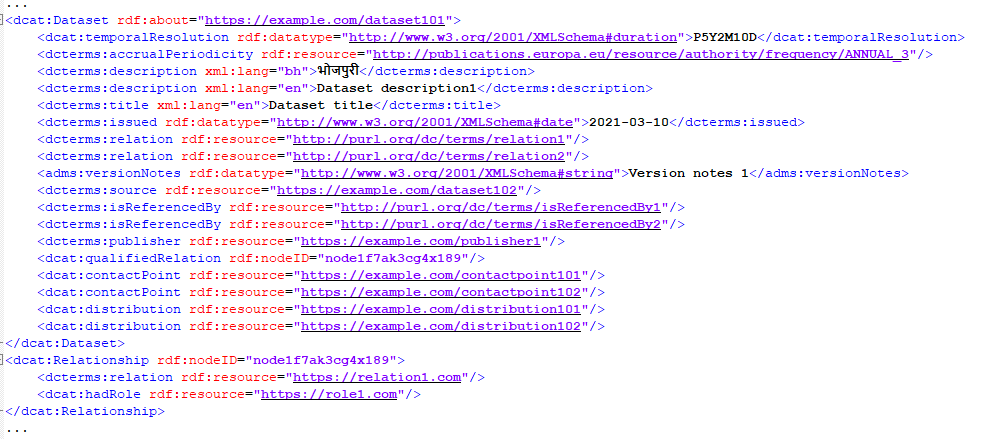 ...
<dcat:Dataset rdf:about="https://example.com/dataset101">
<dcat:temporalResolution rdf:datatype="http://www.w3.org/2001/XMLSchema#duration">P5Y2M10D</dcat:temporalResolution>
<dcterms:accrualPeriodicity rdf:resource="http://publications.europa.eu/resource/authority/frequency/ANNUAL_3"/>
<dcterms:description xml:lang="bh">भोजपुरी</dcterms:description>
<dcterms:description xml:lang="en">Dataset description1</dcterms:description>
<dcterms:title xml:lang="en">Dataset title</dcterms:title>
<dcterms:issued rdf:datatype="http://www.w3.org/2001/XMLSchema#date">2021-03-10</dcterms:issued>
<dcterms:relation rdf:resource="http://purl.org/dc/terms/relation1"/>
<dcterms:relation rdf:resource="http://purl.org/dc/terms/relation2"/>
<adms:versionNotes rdf:datatype="http://www.w3.org/2001/XMLSchema#string">Version notes 1</adms:versionNotes>
<dcterms:source rdf:resource="https://example.com/dataset102"/>
<dcterms:isReferencedBy rdf:resource="http://purl.org/dc/terms/isReferencedBy1"/>
<dcterms:isReferencedBy rdf:resource="http://purl.org/dc/terms/isReferencedBy2"/>
<dcterms:publisher rdf:resource="https://example.com/publisher1"/>
<dcat:qualifiedRelation rdf:nodeID="node1f7ak3cg4x189"/>
<dcat:contactPoint rdf:resource="https://example.com/contactpoint101"/>
<dcat:contactPoint rdf:resource="https://example.com/contactpoint102"/>
<dcat:distribution rdf:resource="https://example.com/distribution101"/>
<dcat:distribution rdf:resource="https://example.com/distribution102"/>
</dcat:Dataset>
<dcat:Relationship rdf:nodeID="node1f7ak3cg4x189">
<dcterms:relation rdf:resource="https://relation1.com"/>
<dcat:hadRole rdf:resource="https://role1.com"/>
</dcat:Relationship>
...